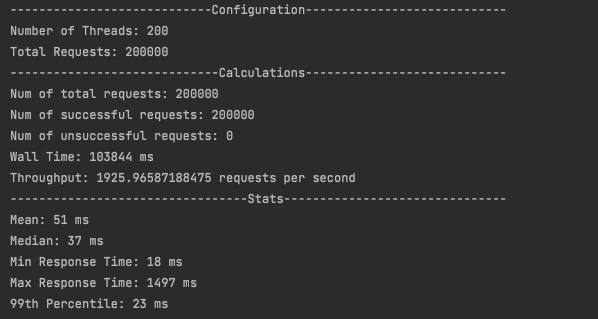 ----------------------------Configuration----------------------------
Number of Threads: 200
Total Requests: 200000
-----------------------------Calculations----------------------------
Num of total requests: 200000
Num of successful requests: 200000
Num of unsuccessful requests: 0
Wall Time: 103844 ms
Throughput: 1925.96587188475 requests per second
---------------------------------Stats-------------------------------
Mean: 51 ms
Median: 37 ms
Min Response Time: 18 ms
Max Response Time: 1497 ms
99th Percentile: 23 ms